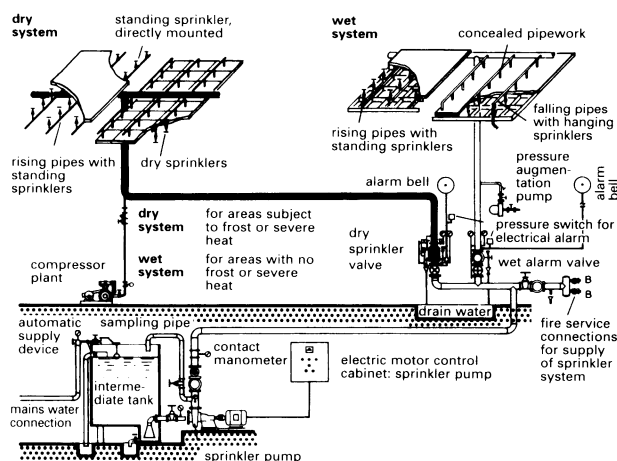 dry
system
standing sprinkler,
directly mounted
wet
system
concealed pipework
rising pipes with
standing sprinklers
dry sprinklers
rising pipes with
standing sprinklers
falling pipes
with hanging
sprinklers
pressure
augmen-
tation
pump
alarm bell
alarm
bell
dry
system
for areas subject
to frost or severe
heat
wet
system
for areas with no
frost or severe
heat
dry
sprinkler
valve
pressure switch for
electrical alarm
wet alarm valve
compressor
plant
B
B
drain water
fire service
connections
for supply
of sprinkler
system
automatic
supply
device
sampling pipe
contact
manometer
electric motor control
cabinet: sprinkler pump
interme-
diate tank
mains water
connection
sprinkler pump